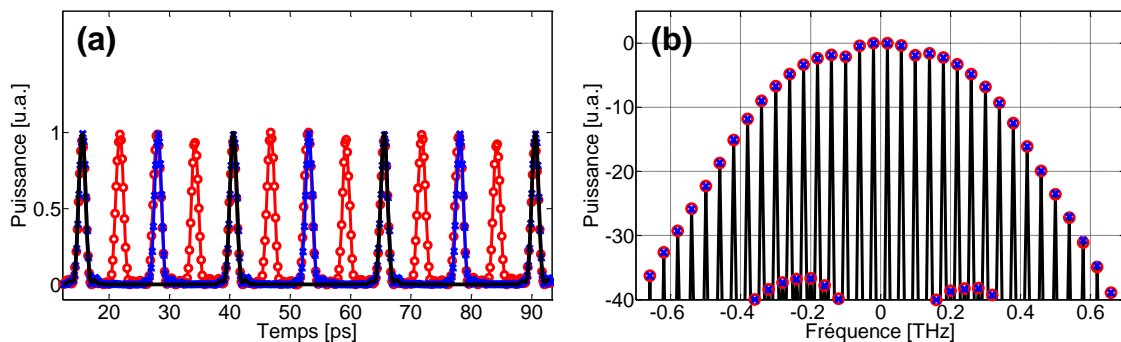 (a)
Puissance [u.a.]
1
0.5
0
20 30 40 50 60 70 80 90
Temps [ps]
(b)
Puissance [u.a.]
0
-10
-20
-30
-40
-0.6 -0.4 -0.2 0 0.2 0.4 0.6
Fréquence [THz]